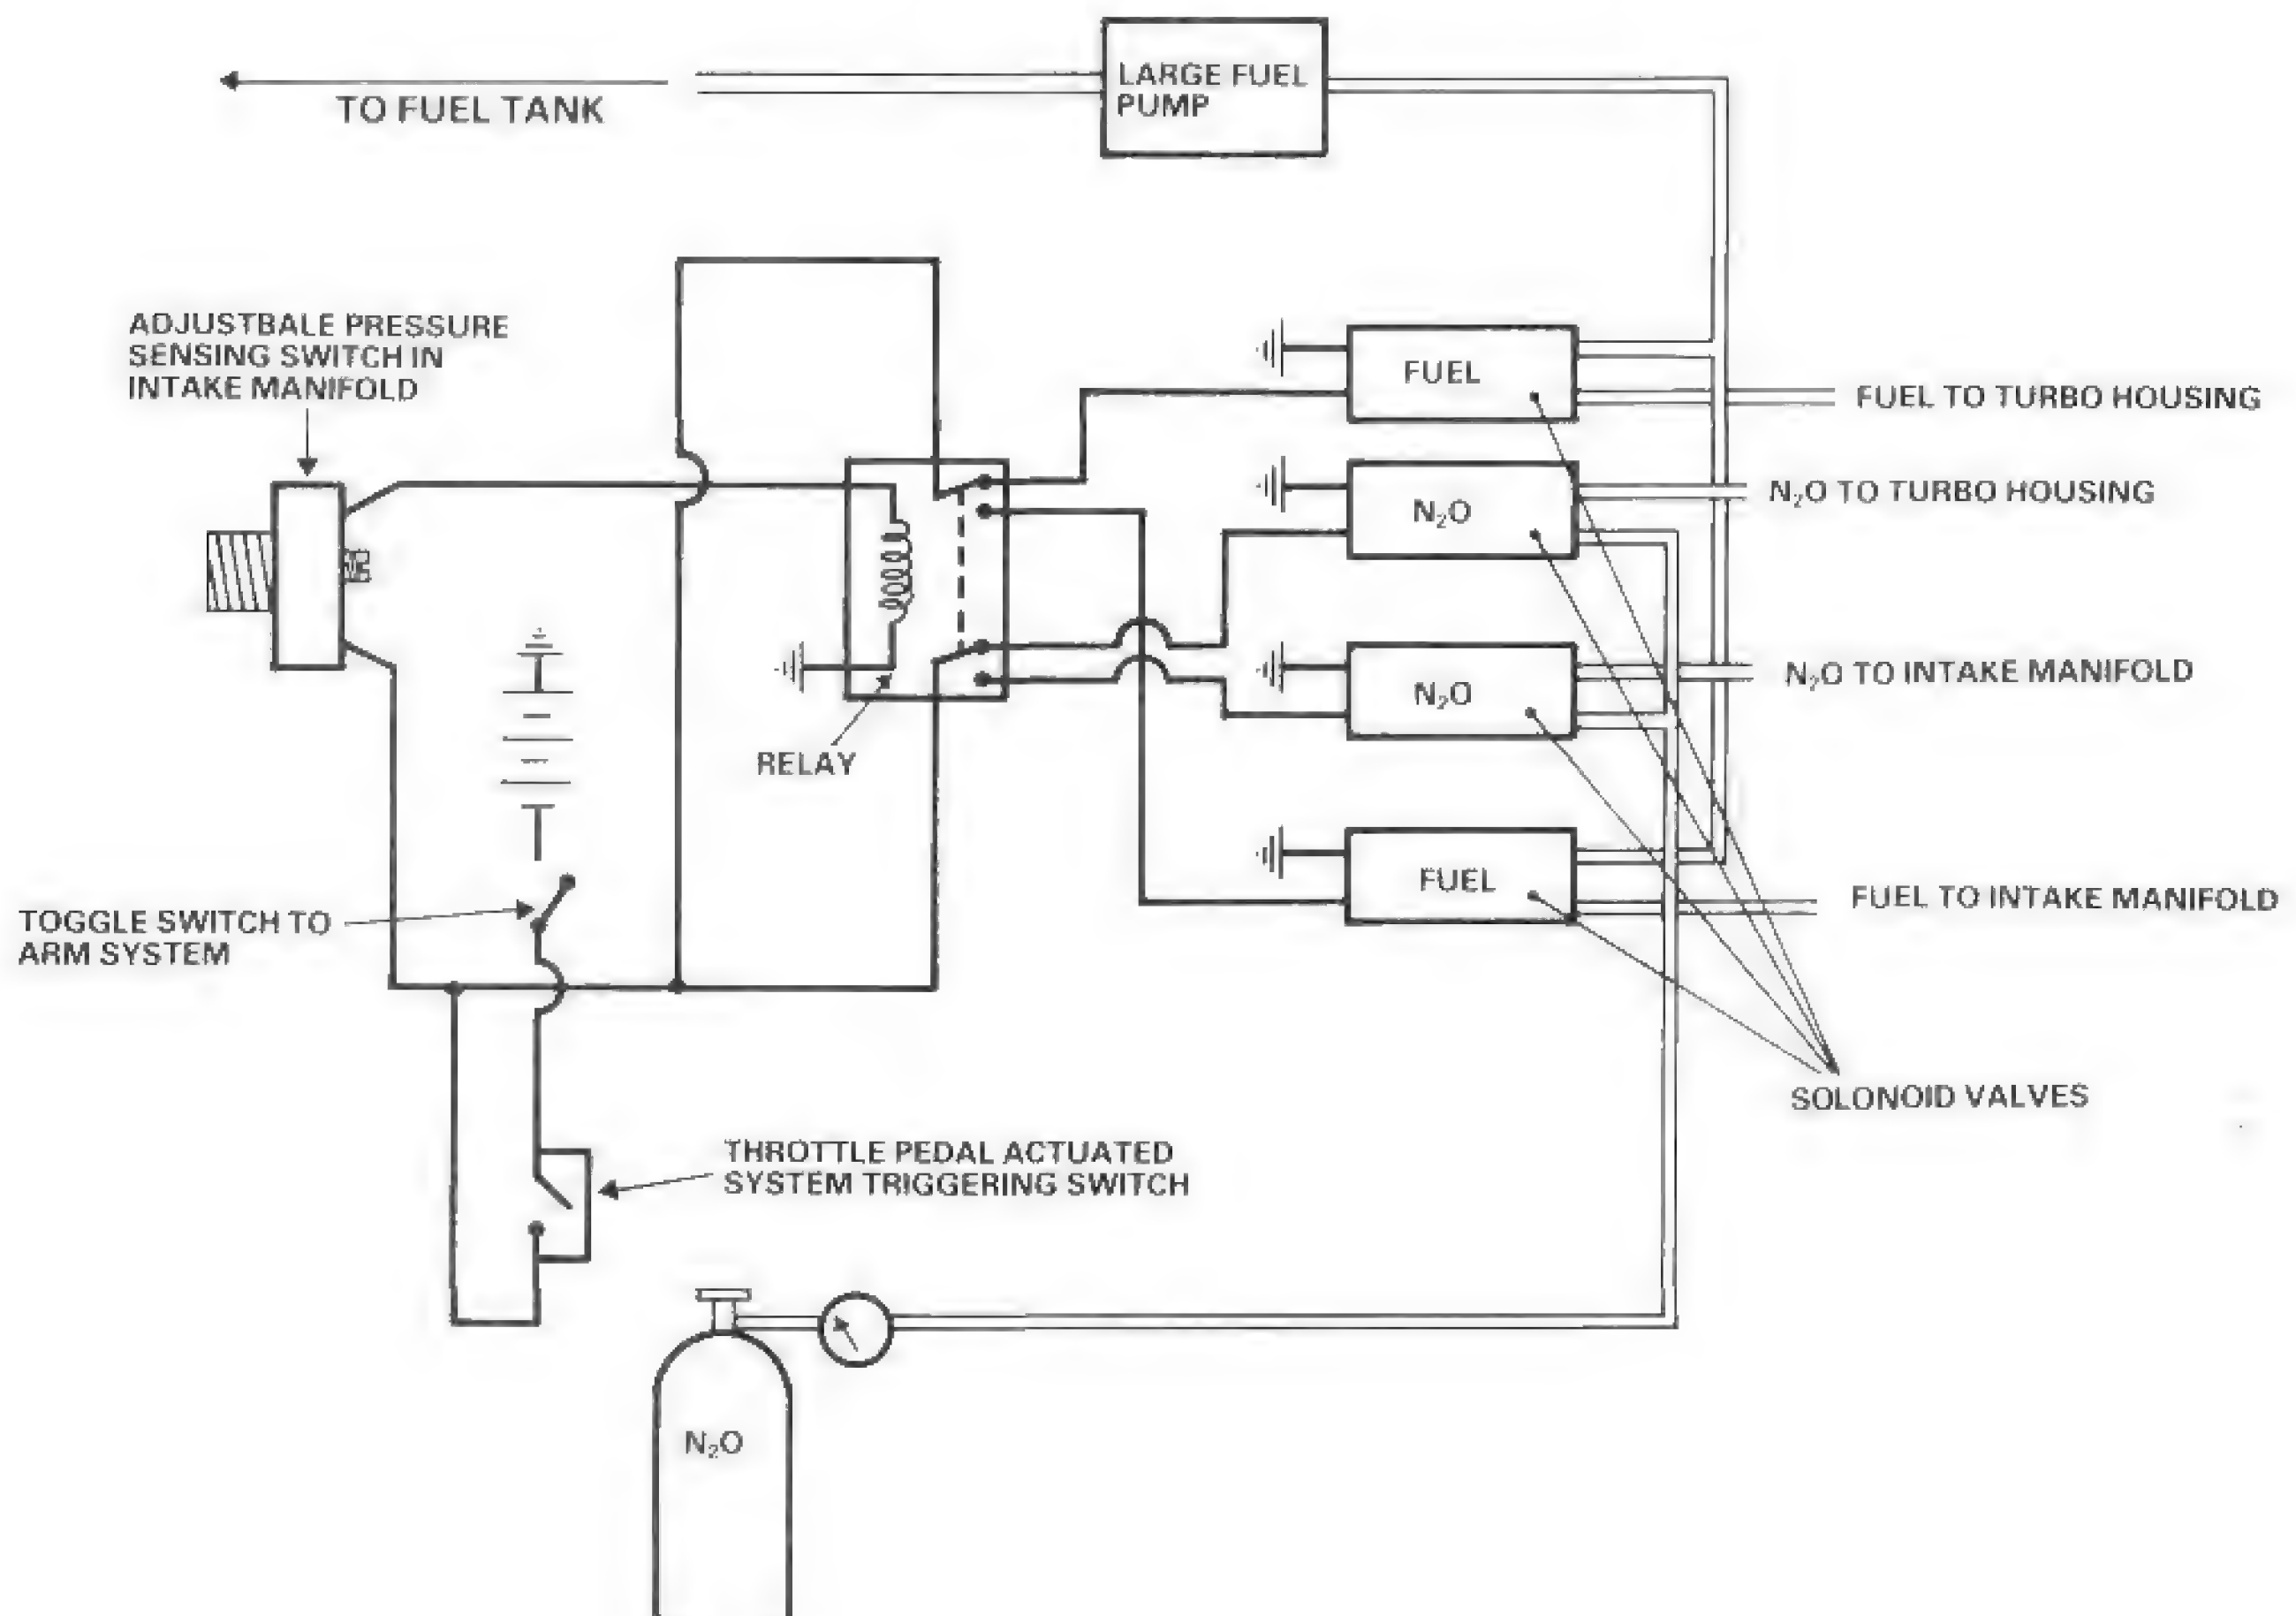 LARGE FUEL
PUMP
TO FUEL TANK
ADJUSTBALE PRESSURE
SENSING SWITCH IN
INTAKE MANIFOLD
FUEL
FUEL TO TURBO HOUSING
N₂O
N₂O TO TURBO HOUSING
N₂O
N₂O TO INTAKE MANIFOLD
RELAY
FUEL
FUEL TO INTAKE MANIFOLD
TOGGLE SWITCH TO
ARM SYSTEM
SOLONOID VALVES
THROTTLE PEDAL ACTUATED
SYSTEM TRIGGERING SWITCH
N₂O